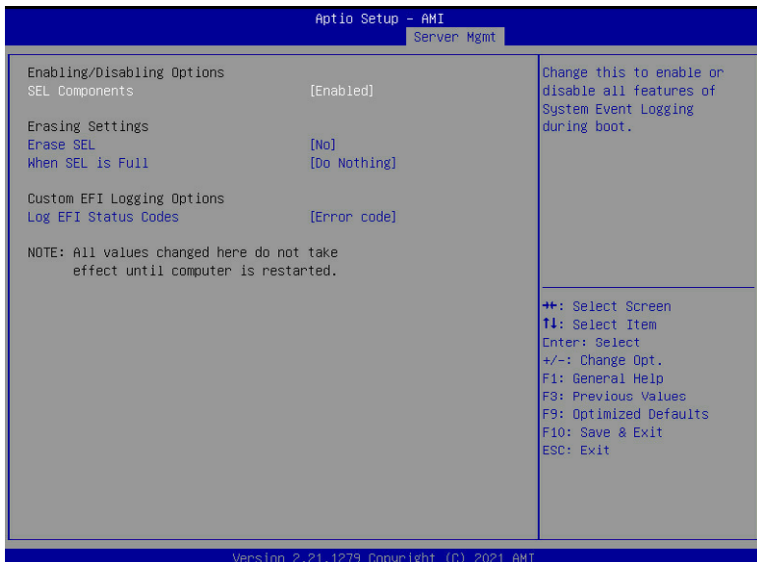 Aptio Setup – AMI
Server Mgmt
Enabling/Disabling Options
SEL Components [Enabled]
Erasing Settings
Erase SEL [No]
When SEL is Full [Do Nothing]
Custom EFI Logging Options
Log EFI Status Codes [Error code]
NOTE: All values changed here do not take
effect until computer is restarted.
Change this to enable or
disable all features of
System Event Logging
during boot.
→←: Select Screen
↑↓: Select Item
Enter: Select
+/-: Change Opt.
F1: General Help
F3: Previous Values
F9: Optimized Defaults
F10: Save & Exit
ESC: Exit
Version 2.21.1279 Copyright (C) 2021 AMI